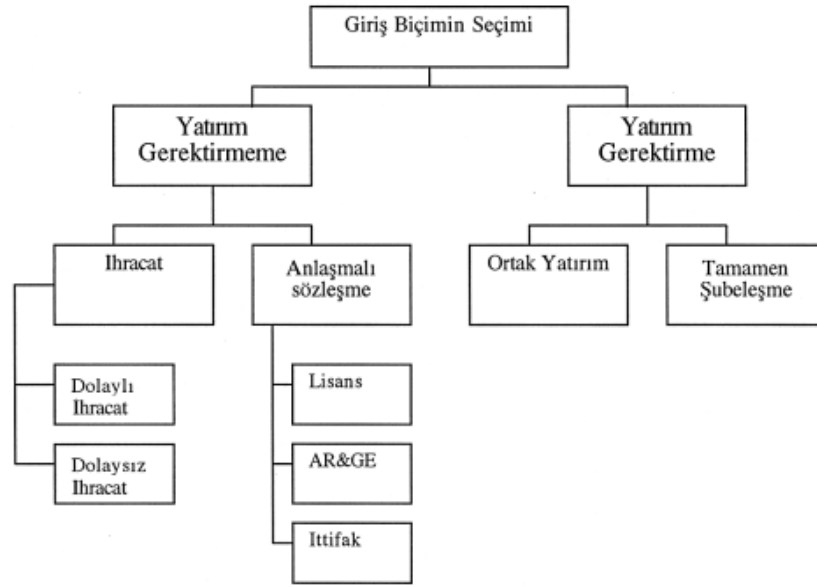 Giriş Biçimin Seçimi
Yatırım
Gerektirmeme
Yatırım
Gerektirme
Ihracat
Anlaşmalı
sözleşme
Ortak Yatırım
Tamamen
Şubeleşme
Dolaylı
Ihracat
Lisans
Dolaysız
Ihracat
AR&GE
Ittifak